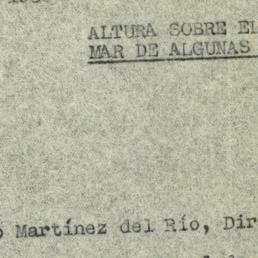 ALTURA SOBRE EL
MAR DE ALGUNAS
Martínez del Río, Dir